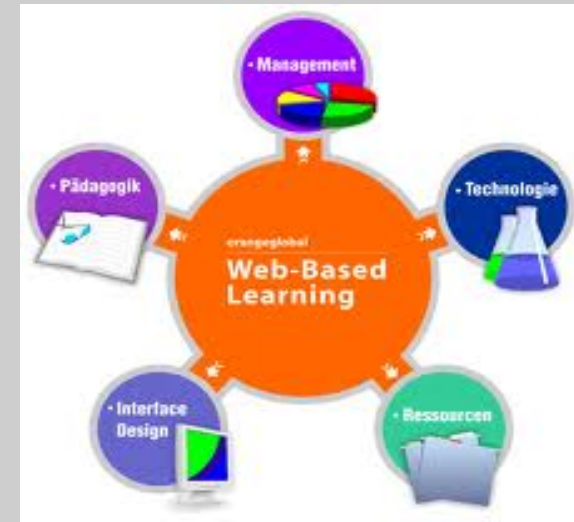 • Management
• Pädagogik
• Technologie
orangeglobal
Web-Based
Learning
• Interface
Design
• Ressourcen